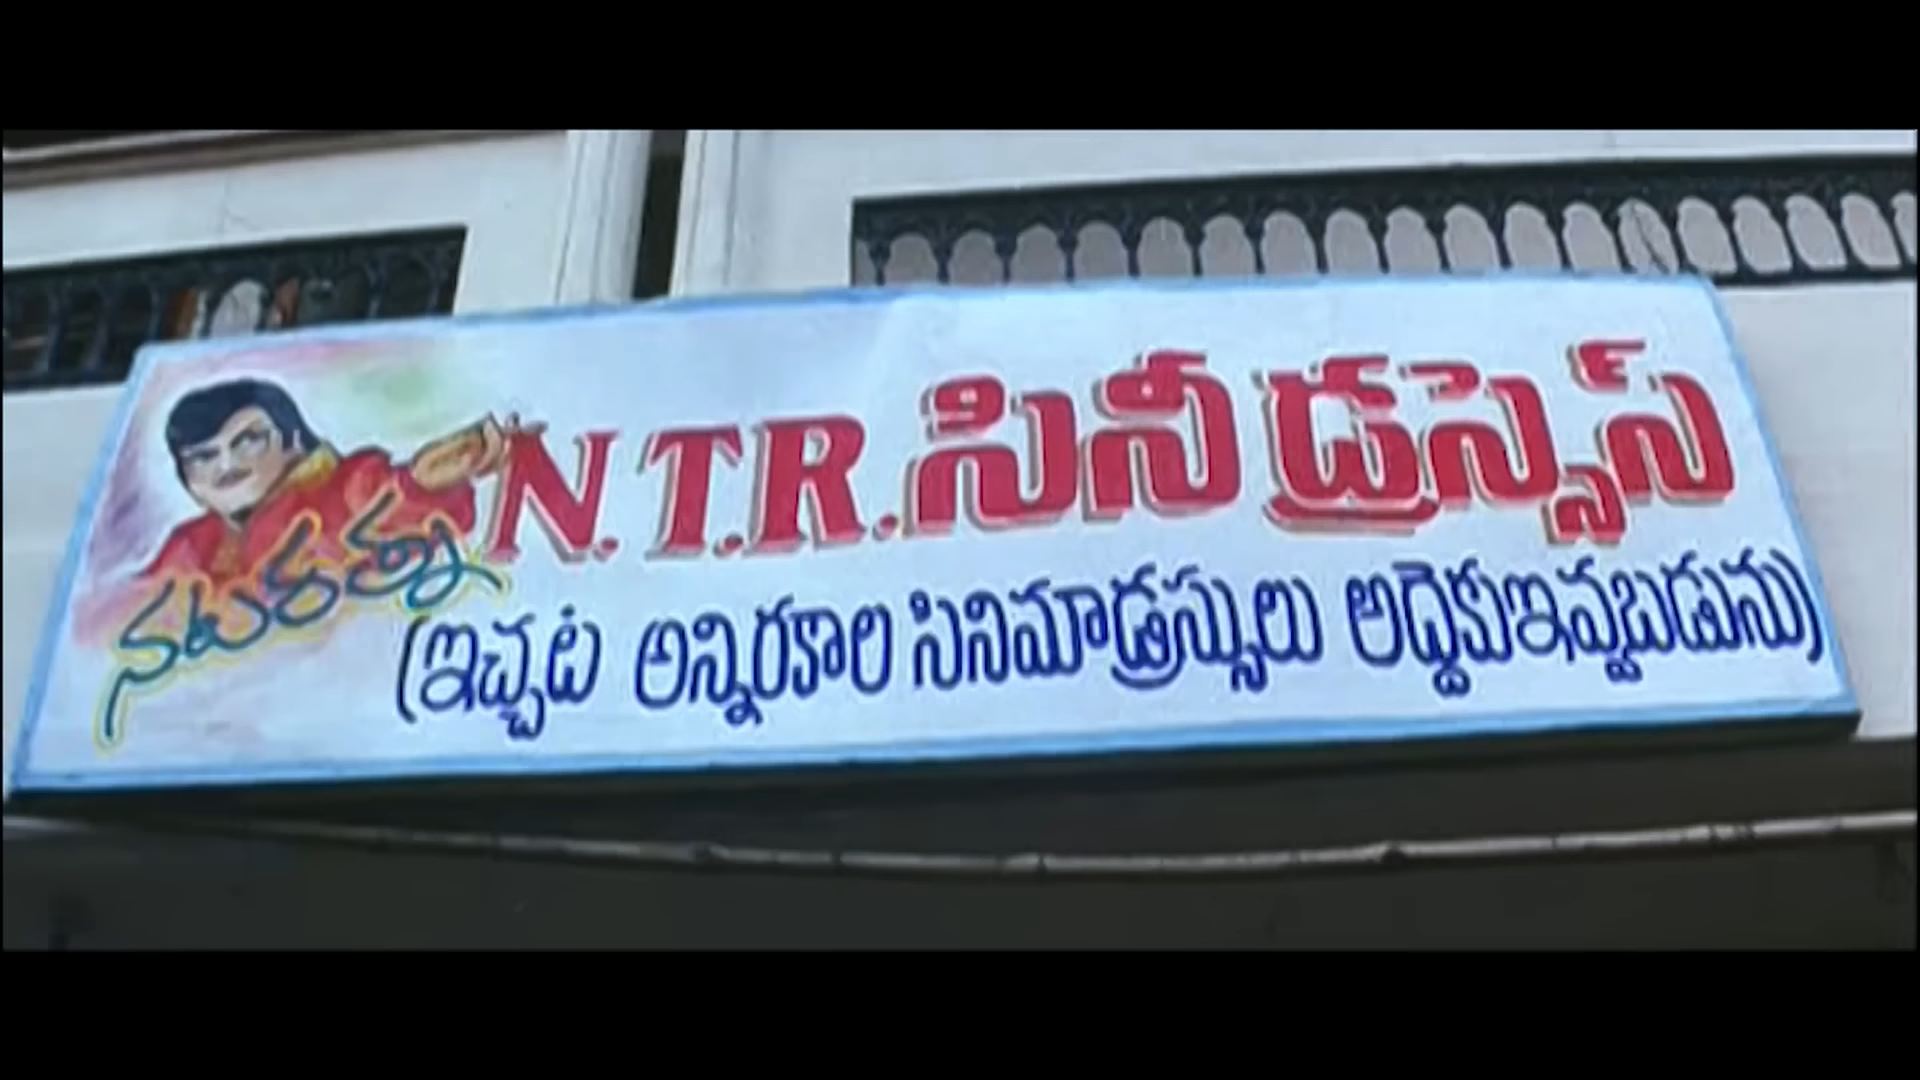 నటరత్న
N.T.R. సినీ డ్రస్సెస్
(ఇచ్చట అన్నిరకాల సినిమాడ్రస్సులు అద్దెకుఇవ్వబడును)